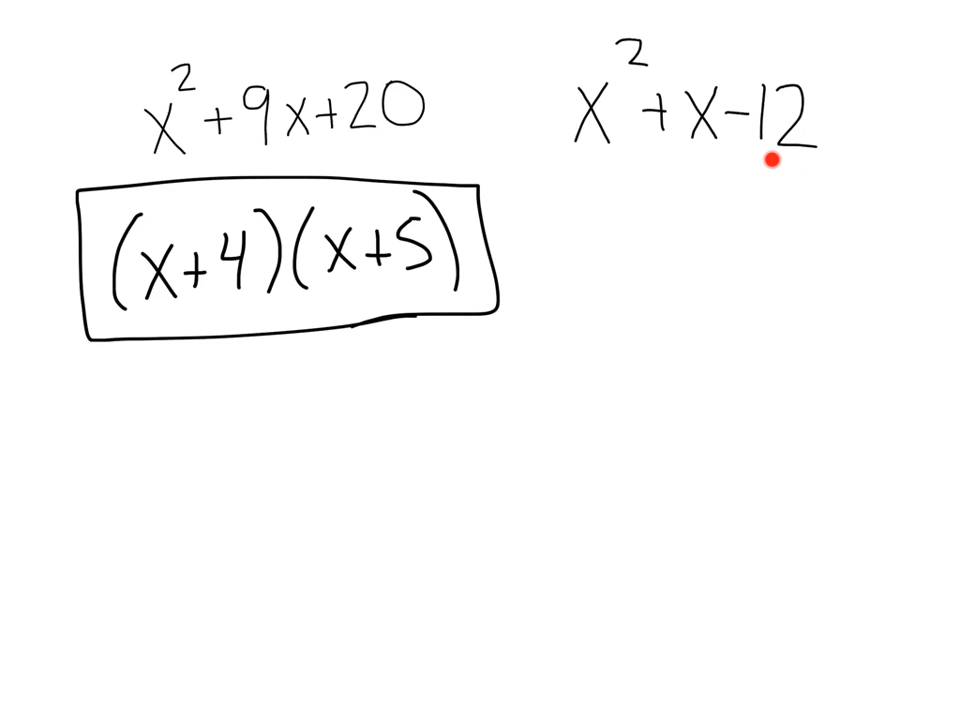 x² + 9x + 20
(x+4)(x+5)
x² + x - 12